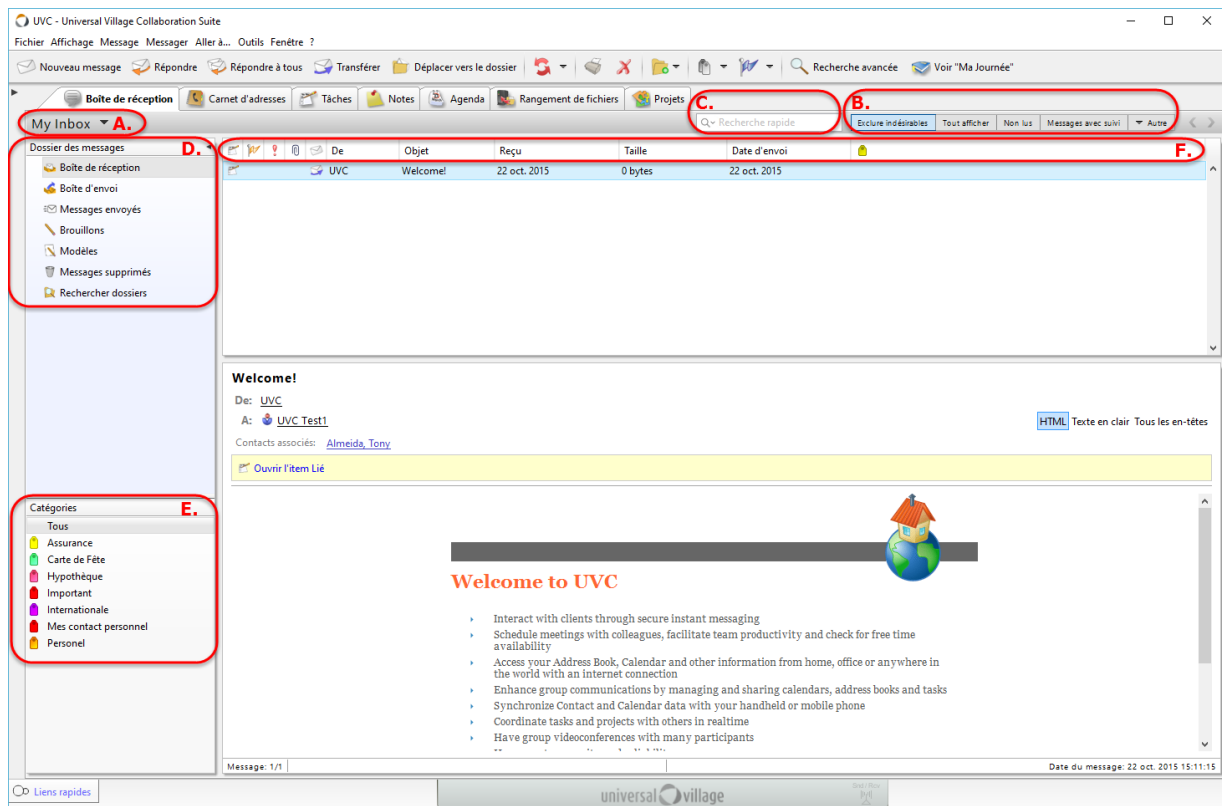 UVC - Universal Village Collaboration Suite
Fichier Affichage Message Messager Aller à... Outils Fenêtre ?
Nouveau message Répondre Répondre à tous Transférer Déplacer vers le dossier Recherche avancée Voir "Ma Journée"
Boîte de réception Carnet d'adresses Tâches Notes Agenda Rangement de fichiers Projets
My Inbox A. C. Recherche rapide B. Exclure indésirables Tout afficher Non lus Messages avec suivi Autre
Dossier des messages D.
Boîte de réception
Boîte d'envoi
Messages envoyés
Brouillons
Modèles
Messages supprimés
Rechercher dossiers
De Objet Reçu Taille Date d'envoi F.
UVC Welcome! 22 oct. 2015 0 bytes 22 oct. 2015
Catégories E.
Tous
Assurance
Carte de Fête
Hypothèque
Important
Internationale
Mes contact personnel
Personel
Welcome!
De: UVC
A: UVC Test1
HTML Texte en clair Tous les en-têtes
Contacts associés: Almeida, Tony
Ouvrir l'item Lié
Welcome to UVC
Interact with clients through secure instant messaging
Schedule meetings with colleagues, facilitate team productivity and check for free time
availability
Access your Address Book, Calendar and other information from home, office or anywhere in
the world with an internet connection
Enhance group communications by managing and sharing calendars, address books and tasks
Synchronize Contact and Calendar data with your handheld or mobile phone
Coordinate tasks and projects with others in realtime
Have group videoconferences with many participants
Message: 1/1 Date du message: 22 oct. 2015 15:11:15
Liens rapides universal village